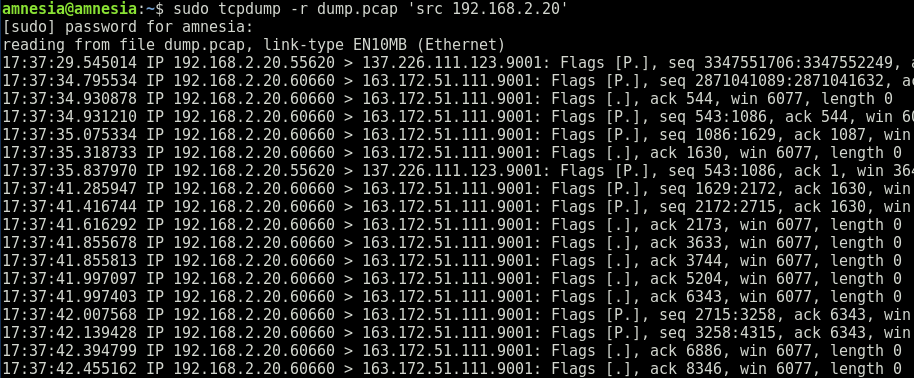 amnesia@amnesia:~$ sudo tcpdump -r dump.pcap 'src 192.168.2.20'
[sudo] password for amnesia:
reading from file dump.pcap, link-type EN10MB (Ethernet)
17:37:29.545014 IP 192.168.2.20.55620 > 137.226.111.123.9001: Flags [P.], seq 3347551706:3347552249, a
17:37:34.795534 IP 192.168.2.20.60660 > 163.172.51.111.9001: Flags [P.], seq 2871041089:2871041632, ac
17:37:34.930878 IP 192.168.2.20.60660 > 163.172.51.111.9001: Flags [.], ack 544, win 6077, length 0
17:37:34.931210 IP 192.168.2.20.60660 > 163.172.51.111.9001: Flags [P.], seq 543:1086, ack 544, win 60
17:37:35.075334 IP 192.168.2.20.60660 > 163.172.51.111.9001: Flags [P.], seq 1086:1629, ack 1087, win
17:37:35.318733 IP 192.168.2.20.60660 > 163.172.51.111.9001: Flags [.], ack 1630, win 6077, length 0
17:37:35.837970 IP 192.168.2.20.55620 > 137.226.111.123.9001: Flags [P.], seq 543:1086, ack 1, win 364
17:37:41.285947 IP 192.168.2.20.60660 > 163.172.51.111.9001: Flags [P.], seq 1629:2172, ack 1630, win
17:37:41.416744 IP 192.168.2.20.60660 > 163.172.51.111.9001: Flags [P.], seq 2172:2715, ack 1630, win
17:37:41.616292 IP 192.168.2.20.60660 > 163.172.51.111.9001: Flags [.], ack 2173, win 6077, length 0
17:37:41.855678 IP 192.168.2.20.60660 > 163.172.51.111.9001: Flags [.], ack 3633, win 6077, length 0
17:37:41.855813 IP 192.168.2.20.60660 > 163.172.51.111.9001: Flags [.], ack 3744, win 6077, length 0
17:37:41.997097 IP 192.168.2.20.60660 > 163.172.51.111.9001: Flags [.], ack 5204, win 6077, length 0
17:37:41.997403 IP 192.168.2.20.60660 > 163.172.51.111.9001: Flags [.], ack 6343, win 6077, length 0
17:37:42.007568 IP 192.168.2.20.60660 > 163.172.51.111.9001: Flags [P.], seq 2715:3258, ack 6343, win
17:37:42.139428 IP 192.168.2.20.60660 > 163.172.51.111.9001: Flags [P.], seq 3258:4315, ack 6343, win
17:37:42.394799 IP 192.168.2.20.60660 > 163.172.51.111.9001: Flags [.], ack 6886, win 6077, length 0
17:37:42.455162 IP 192.168.2.20.60660 > 163.172.51.111.9001: Flags [.], ack 8346, win 6077, length 0